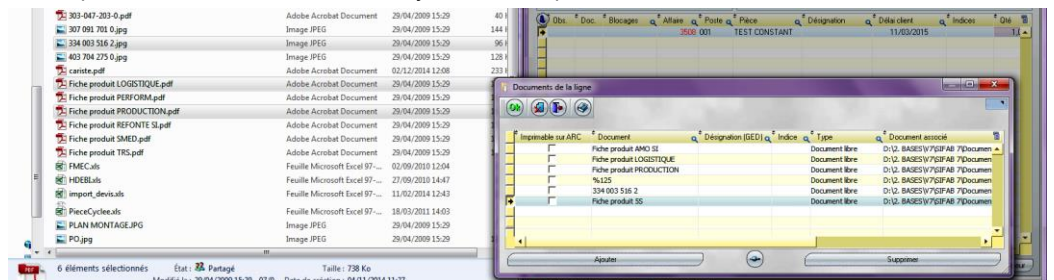 303-047-203-0.pdf Adobe Acrobat Document 29/04/2009 15:29 40
307 091 701 0.jpg Image JPEG 29/04/2009 15:29 144
334 003 516 2.jpg Image JPEG 29/04/2009 15:29 96
403 704 275 0.jpg Image JPEG 29/04/2009 15:29 128
cariste.pdf Adobe Acrobat Document 02/12/2014 12:08 233
Fiche produit LOGISTIQUE.pdf Adobe Acrobat Document 29/04/2009 15:29
Fiche produit PERFORM.pdf Adobe Acrobat Document 29/04/2009 15:29
Fiche produit PRODUCTION.pdf Adobe Acrobat Document 29/04/2009 15:29
Fiche produit REFONTE SI.pdf Adobe Acrobat Document 29/04/2009 15:29
Fiche produit SMED.pdf Adobe Acrobat Document 29/04/2009 15:29
Fiche produit TRS.pdf Adobe Acrobat Document 29/04/2009 15:29
FMEC.xls Feuille Microsoft Excel 97-... 02/09/2010 12:04
HDEBI.xls Feuille Microsoft Excel 97-... 27/09/2010 14:47
import_devis.xls Feuille Microsoft Excel 97-... 11/02/2014 12:43
PieceCyclee.xls Feuille Microsoft Excel 97-... 18/03/2011 14:03
PLAN MONTAGE.JPG Image JPEG 29/04/2009 15:29
PO.jpg Image JPEG 29/04/2009 15:29
6 éléments sélectionnés État : Partagé Taille : 738 Ko
Obs. Doc. Blocages Affaire Poste Pièce Désignation Délai client Indices Qté
3508 001 TEST CONSTANT 11/03/2015
Documents de la ligne
Ok
Imprimable sur ARC Document Désignation (GED) Indice Type Document associé
Fiche produit AMO SI Document libre D:\2. BASES\V7\SIFAB 7\Documen
Fiche produit LOGISTIQUE Document libre D:\2. BASES\V7\SIFAB 7\Documen
Fiche produit PRODUCTION Document libre D:\2. BASES\V7\SIFAB 7\Documen
%125 Document libre D:\2. BASES\V7\SIFAB 7\Documen
334 003 516 2 Document libre D:\2. BASES\V7\SIFAB 7\Documen
Fiche produit 5S Document libre D:\2. BASES\V7\SIFAB 7\Documen
Ajouter Supprimer